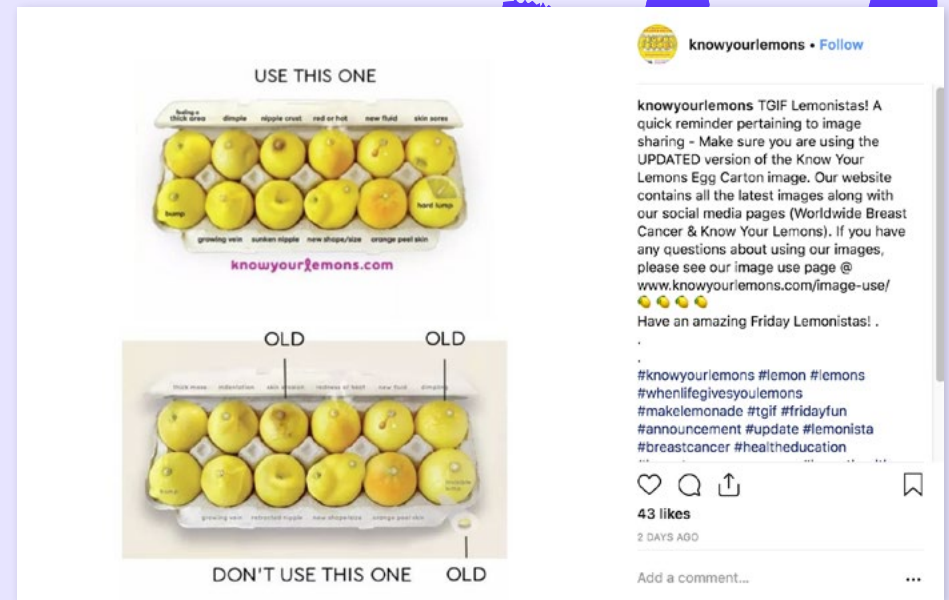 USE THIS ONE
feeling a
thick area dimple nipple crust red or hot new fluid skin sores
bump hard lump
growing vein sunken nipple new shape/size orange peel skin
knowyourlemons.com
OLD OLD
thick mass indentation skin erosion redness or heat new fluid dimpling
bump invisible lump
growing vein retracted nipple new shape/size orange peel skin
DON'T USE THIS ONE OLD
knowyourlemons • Follow
knowyourlemons TGIF Lemonistas! A
quick reminder pertaining to image
sharing - Make sure you are using the
UPDATED version of the Know Your
Lemons Egg Carton image. Our website
contains all the latest images along with
our social media pages (Worldwide Breast
Cancer & Know Your Lemons). If you have
any questions about using our images,
please see our image use page @
www.knowyourlemons.com/image-use/
🍋 🍋 🍋 🍋
Have an amazing Friday Lemonistas! .
.
.
#knowyourlemons #lemon #lemons
#whenlifegivesyoulemons
#makelemonade #tgif #fridayfun
#announcement #update #lemonista
#breastcancer #healtheducation
43 likes
2 DAYS AGO
Add a comment...